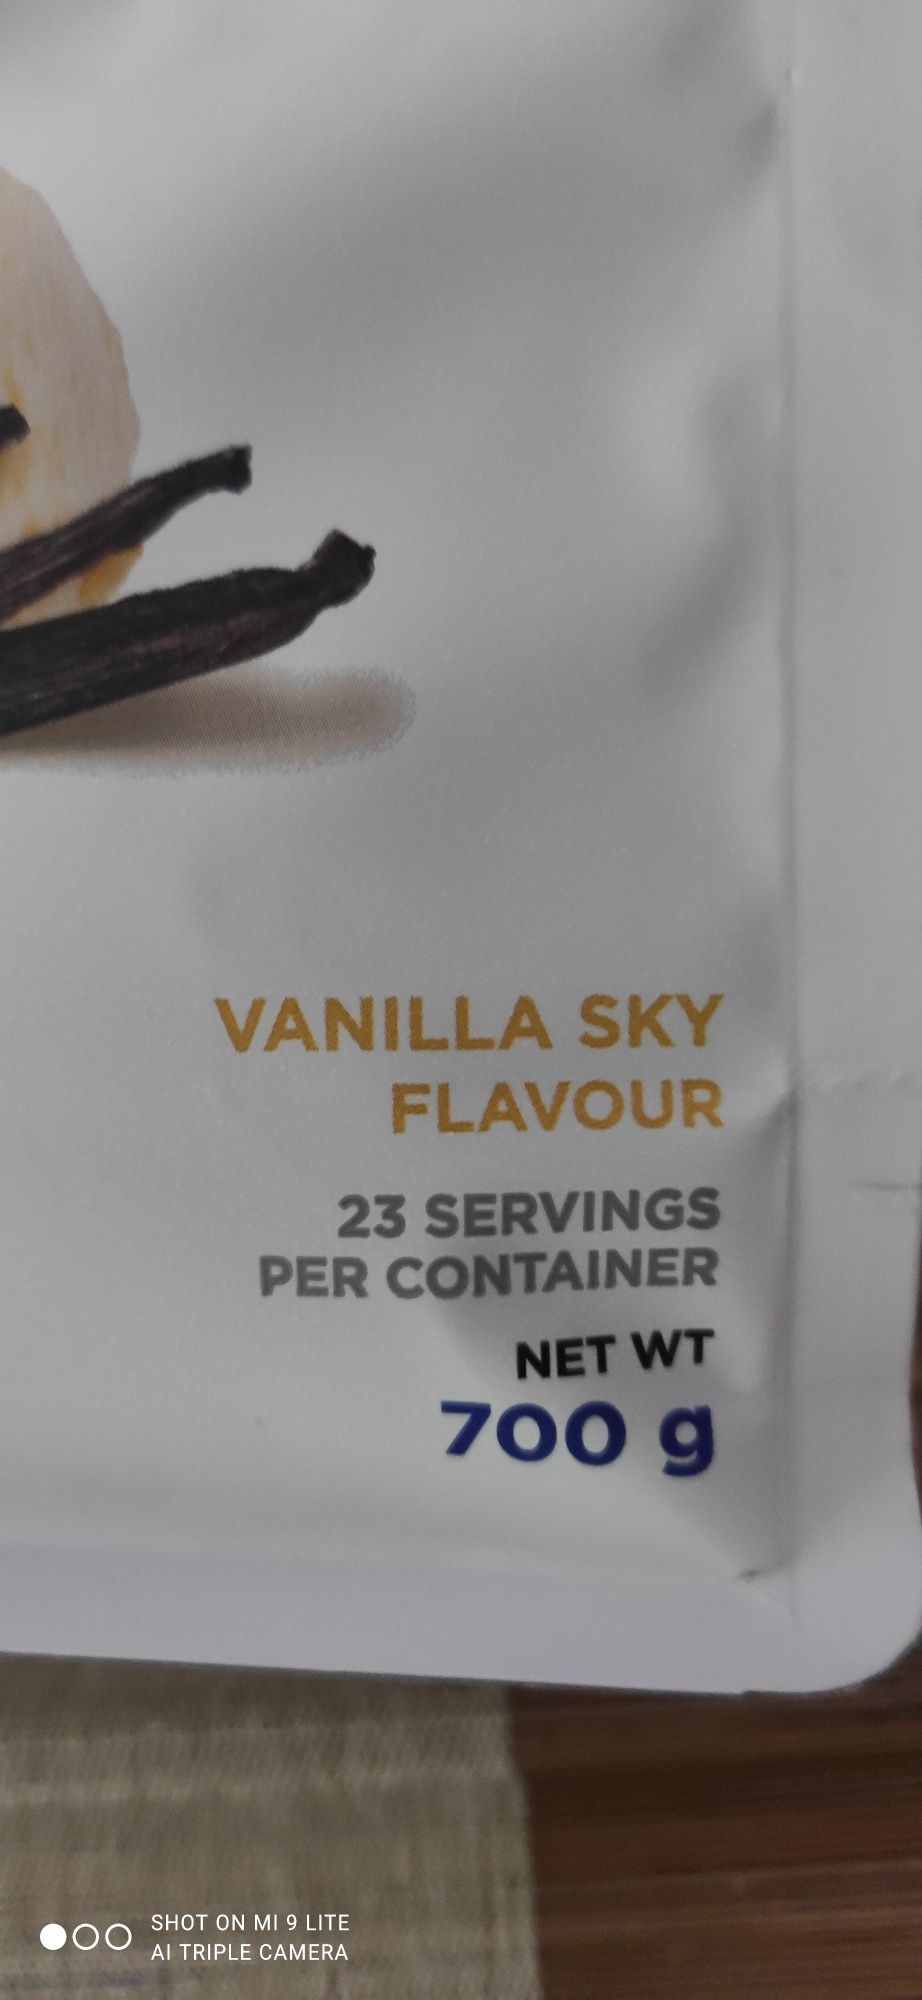 VANILLA SKY
FLAVOUR
23 SERVINGS
PER CONTAINER
NET WT
700 g
SHOT ON MI 9 LITE
AI TRIPLE CAMERA